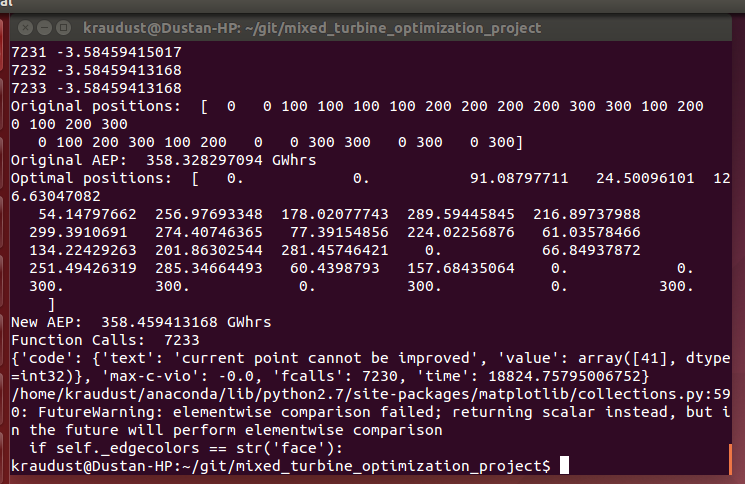 al
kraudust@Dustan-HP: ~/git/mixed_turbine_optimization_project
7231 -3.58459415017
7232 -3.58459413168
7233 -3.58459413168
Original positions:  [  0   0 100 100 100 100 200 200 200 200 300 300 100 200
0 100 200 300
   0 100 200 300 100 200   0   0 300 300   0 300   0 300]
Original AEP:  358.328297094 GWhrs
Optimal positions:  [   0.            0.           91.08797711   24.50096101  12
6.63047082
   54.14797662  256.97693348  178.02077743  289.59445845  216.89737988
  299.3910691   274.40746365   77.39154856  224.02256876   61.03578466
  134.22429263  201.86302544  281.45746421    0.           66.84937872
  251.49426319  285.34664493   60.4398793   157.68435064    0.            0.
  300.          300.            0.          300.            0.          300.
    ]
New AEP:  358.459413168 GWhrs
Function Calls:  7233
{'code': {'text': 'current point cannot be improved', 'value': array([41], dtype
=int32)}, 'max-c-vio': -0.0, 'fcalls': 7230, 'time': 18824.75795006752}
/home/kraudust/anaconda/lib/python2.7/site-packages/matplotlib/collections.py:59
0: FutureWarning: elementwise comparison failed; returning scalar instead, but i
n the future will perform elementwise comparison
  if self._edgecolors == str('face'):
kraudust@Dustan-HP:~/git/mixed_turbine_optimization_project$